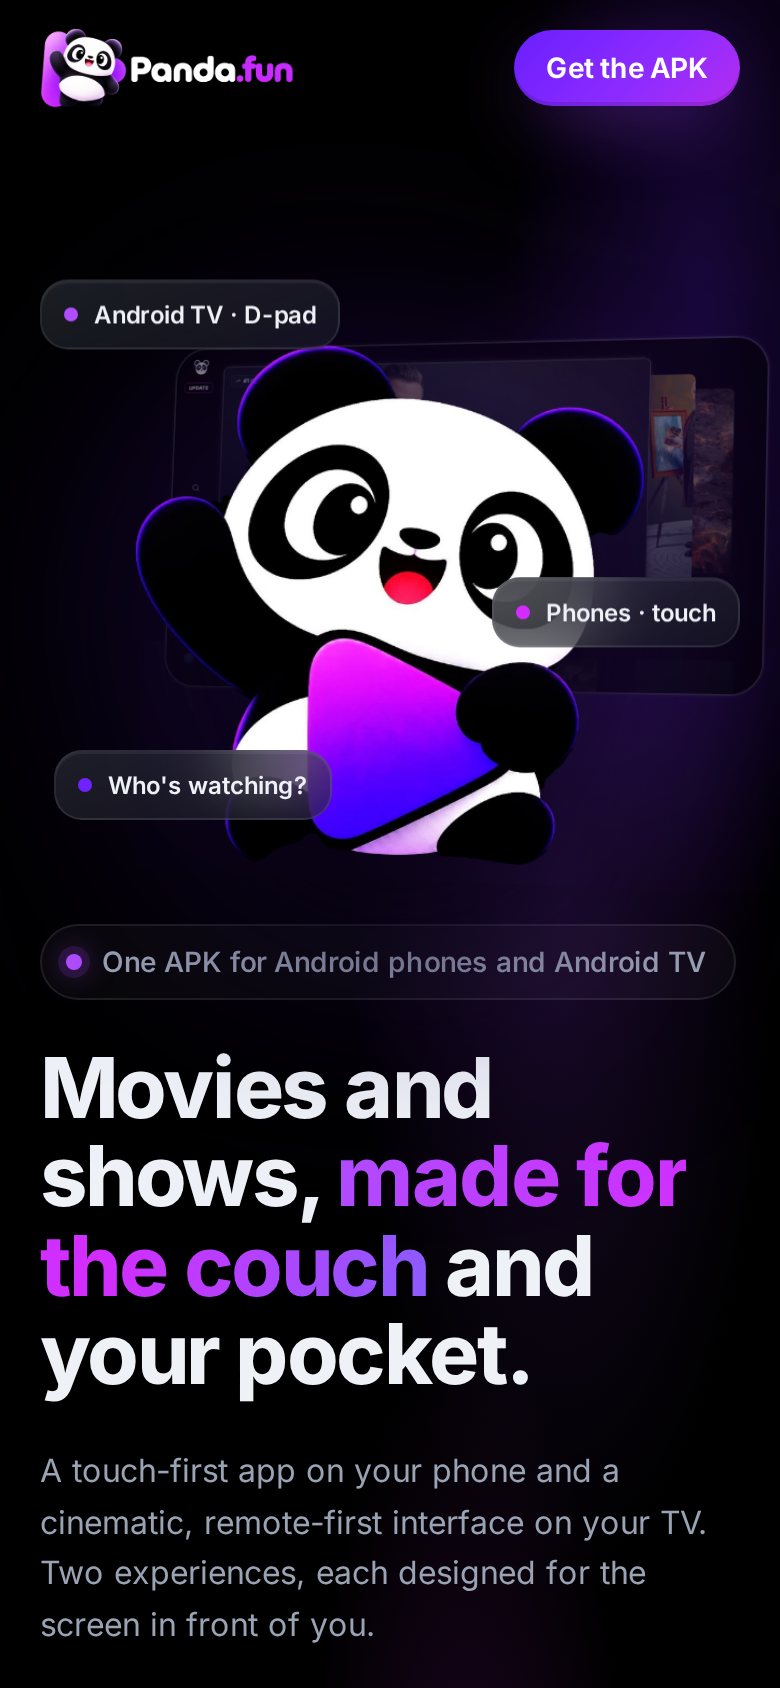 Panda.fun
Get the APK
Android TV · D-pad
UPDATE
Phones · touch
Who's watching?
One APK for Android phones and Android TV
Movies and
shows, made for
the couch and
your pocket.
A touch-first app on your phone and a
cinematic, remote-first interface on your TV.
Two experiences, each designed for the
screen in front of you.